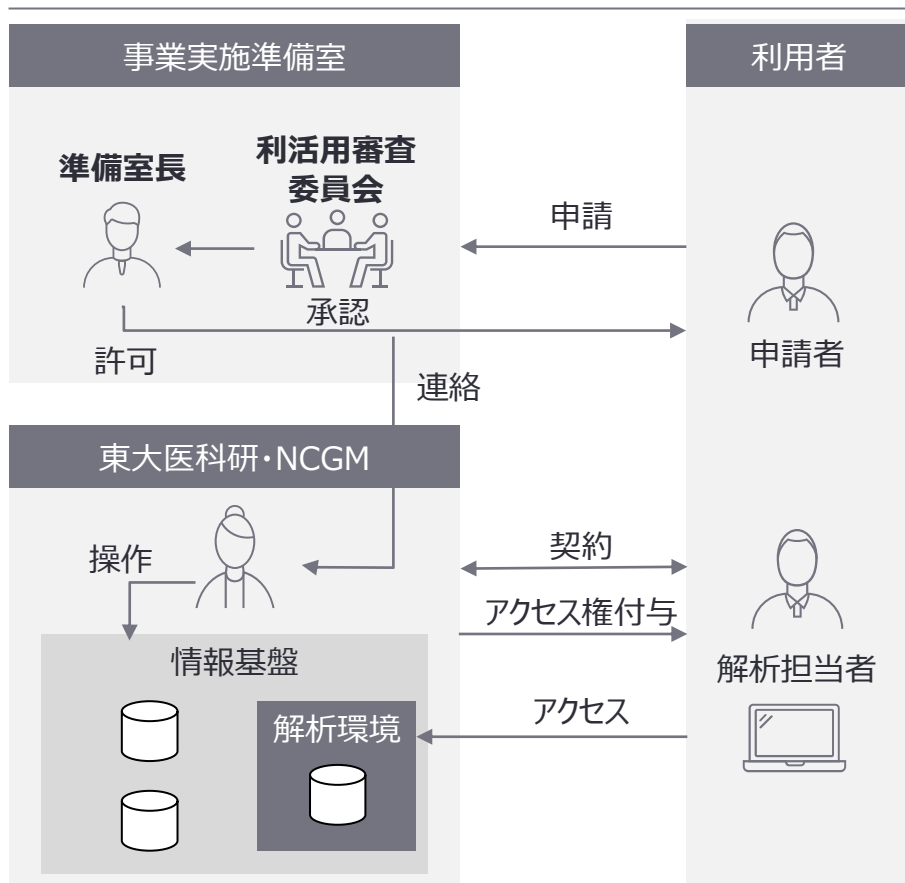 事業実施準備室
利用者
準備室長
利活用審査
委員会
申請
承認
許可
申請者
連絡
東大医科研・NCGM
操作
契約
アクセス権付与
情報基盤
解析担当者
解析環境
アクセス